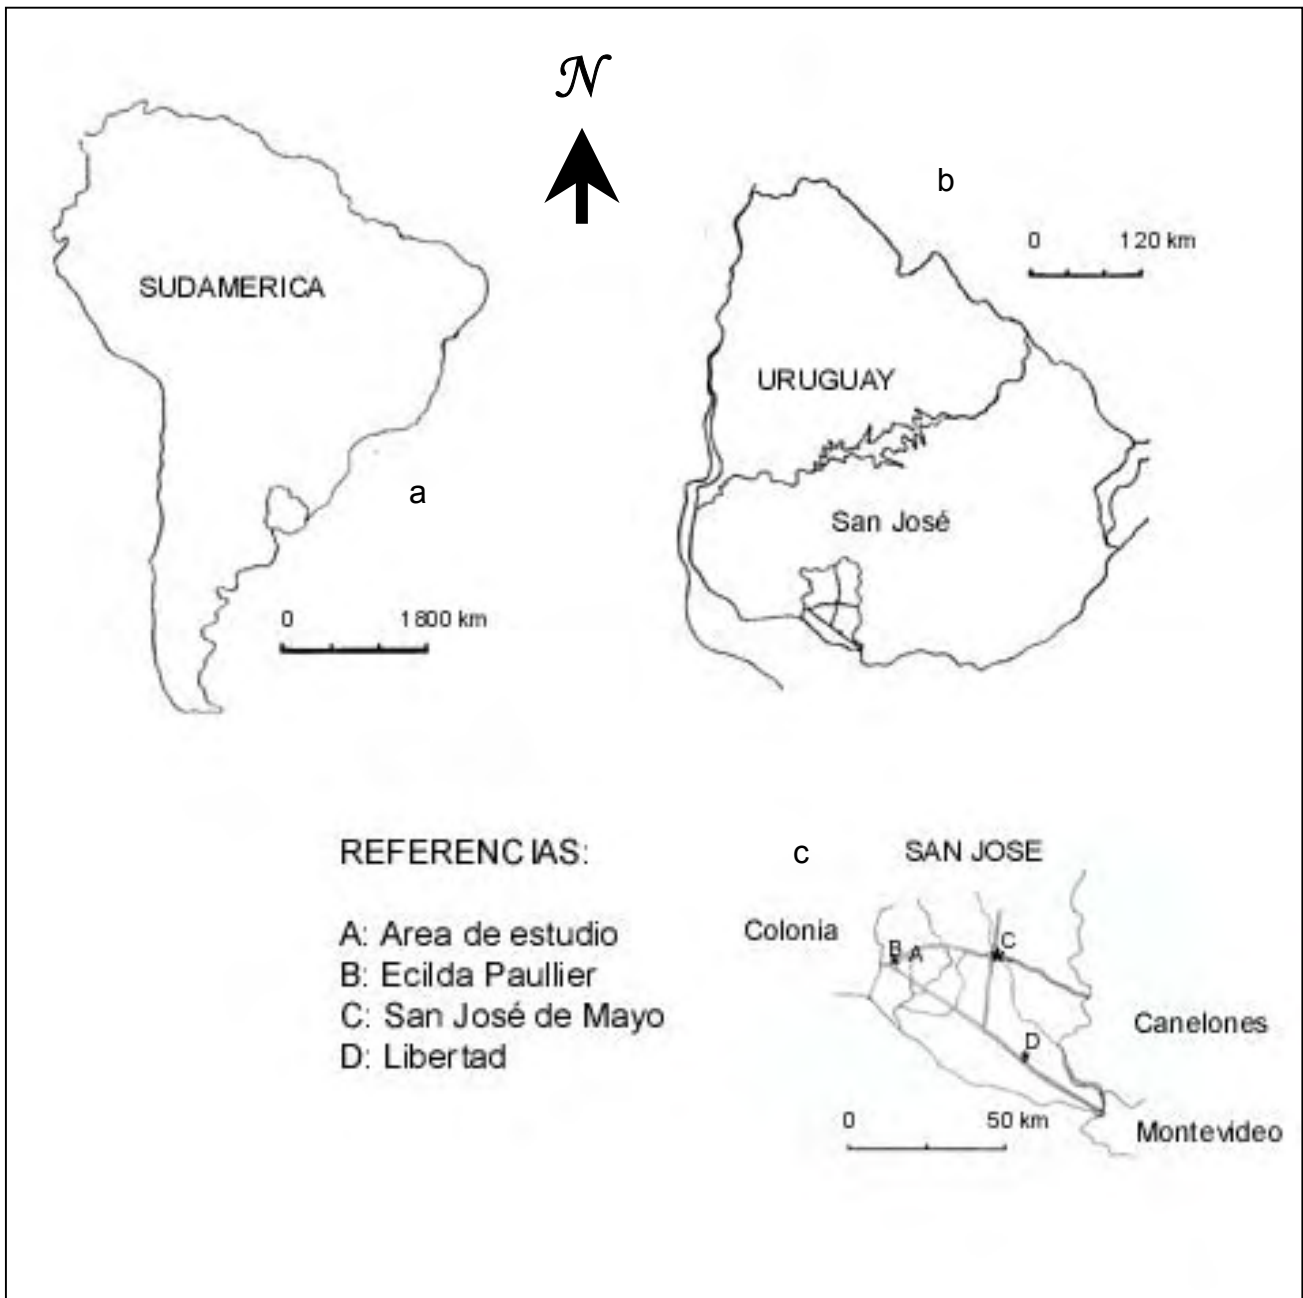 N
b
0 120 km
SUDAMERICA
URUGUAY
a
San José
0 1800 km
REFERENCIAS:
A: Area de estudio
B: Ecilda Paullier
C: San José de Mayo
D: Libertad
c
SAN JOSE
Colonia
B A
C
Canelones
D
0 50 km
Montevideo